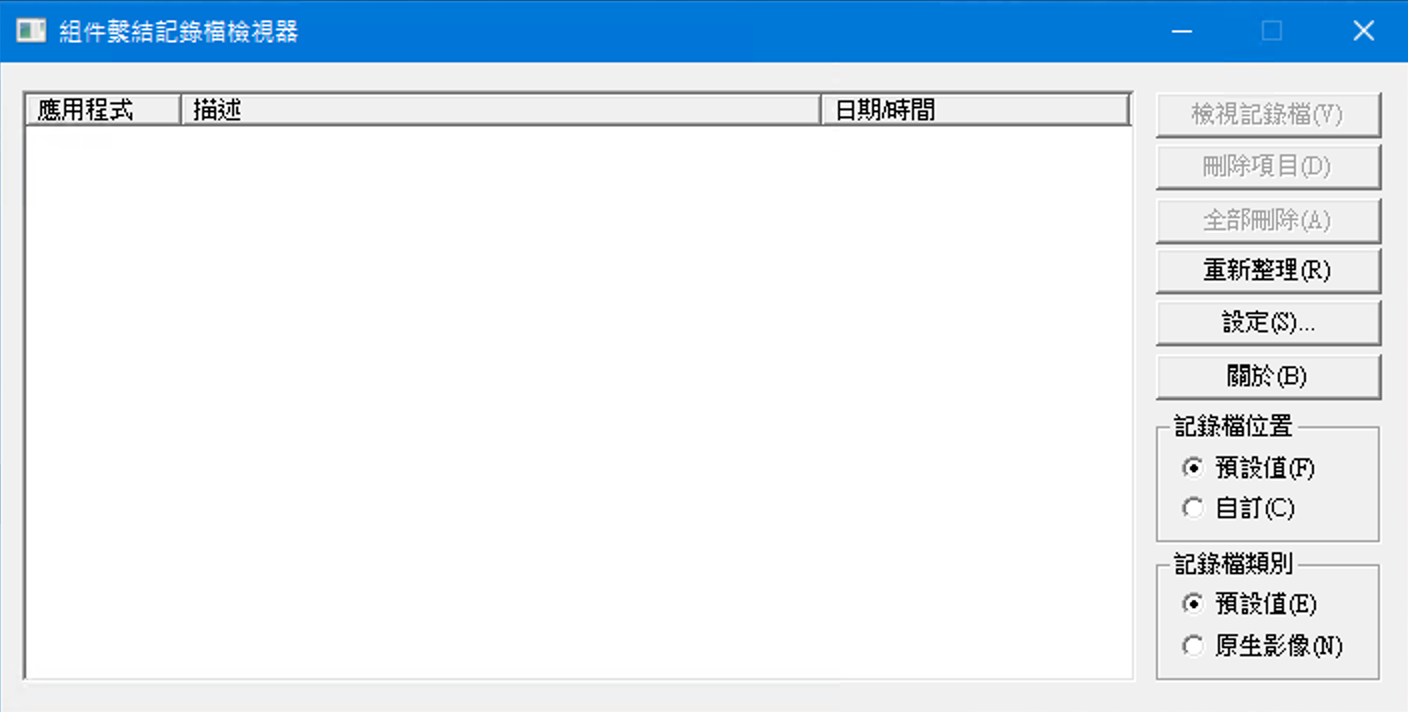 組件繫結記錄檔檢視器
應用程式 描述 日期/時間
檢視記錄檔(V)
刪除項目(D)
全部刪除(A)
重新整理(R)
設定(S)...
關於(B)
記錄檔位置
預設值(F)
自訂(C)
記錄檔類別
預設值(E)
原生影像(N)